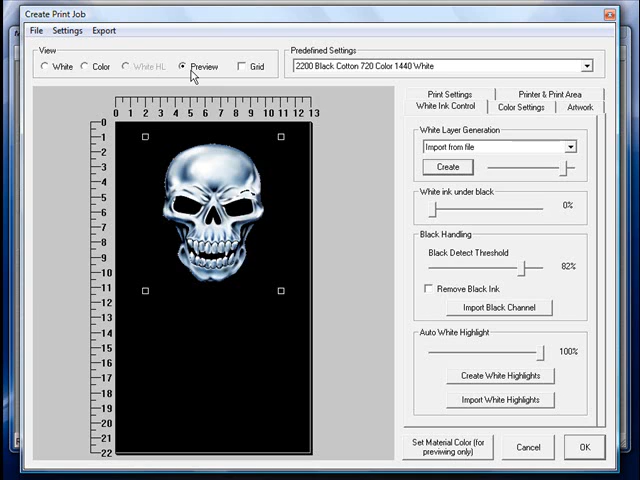 Create Print Job
File Settings Export
View
White Color White HL Preview Grid
Predefined Settings
2200 Black Cotton 720 Color 1440 White
0 1 2 3 4 5 6 7 8 9 10 11 12 13
0
1
2
3
4
5
6
7
8
9
10
11
12
13
14
15
16
17
18
19
20
21
22
Print Settings Printer & Print Area
White Ink Control Color Settings Artwork
White Layer Generation
Import from file
Create
White ink under black
0%
Black Handling
Black Detect Threshold
82%
Remove Black Ink
Import Black Channel
Auto White Highlight
100%
Create White Highlights
Import White Highlights
Set Material Color (for
previwing only)
Cancel
OK